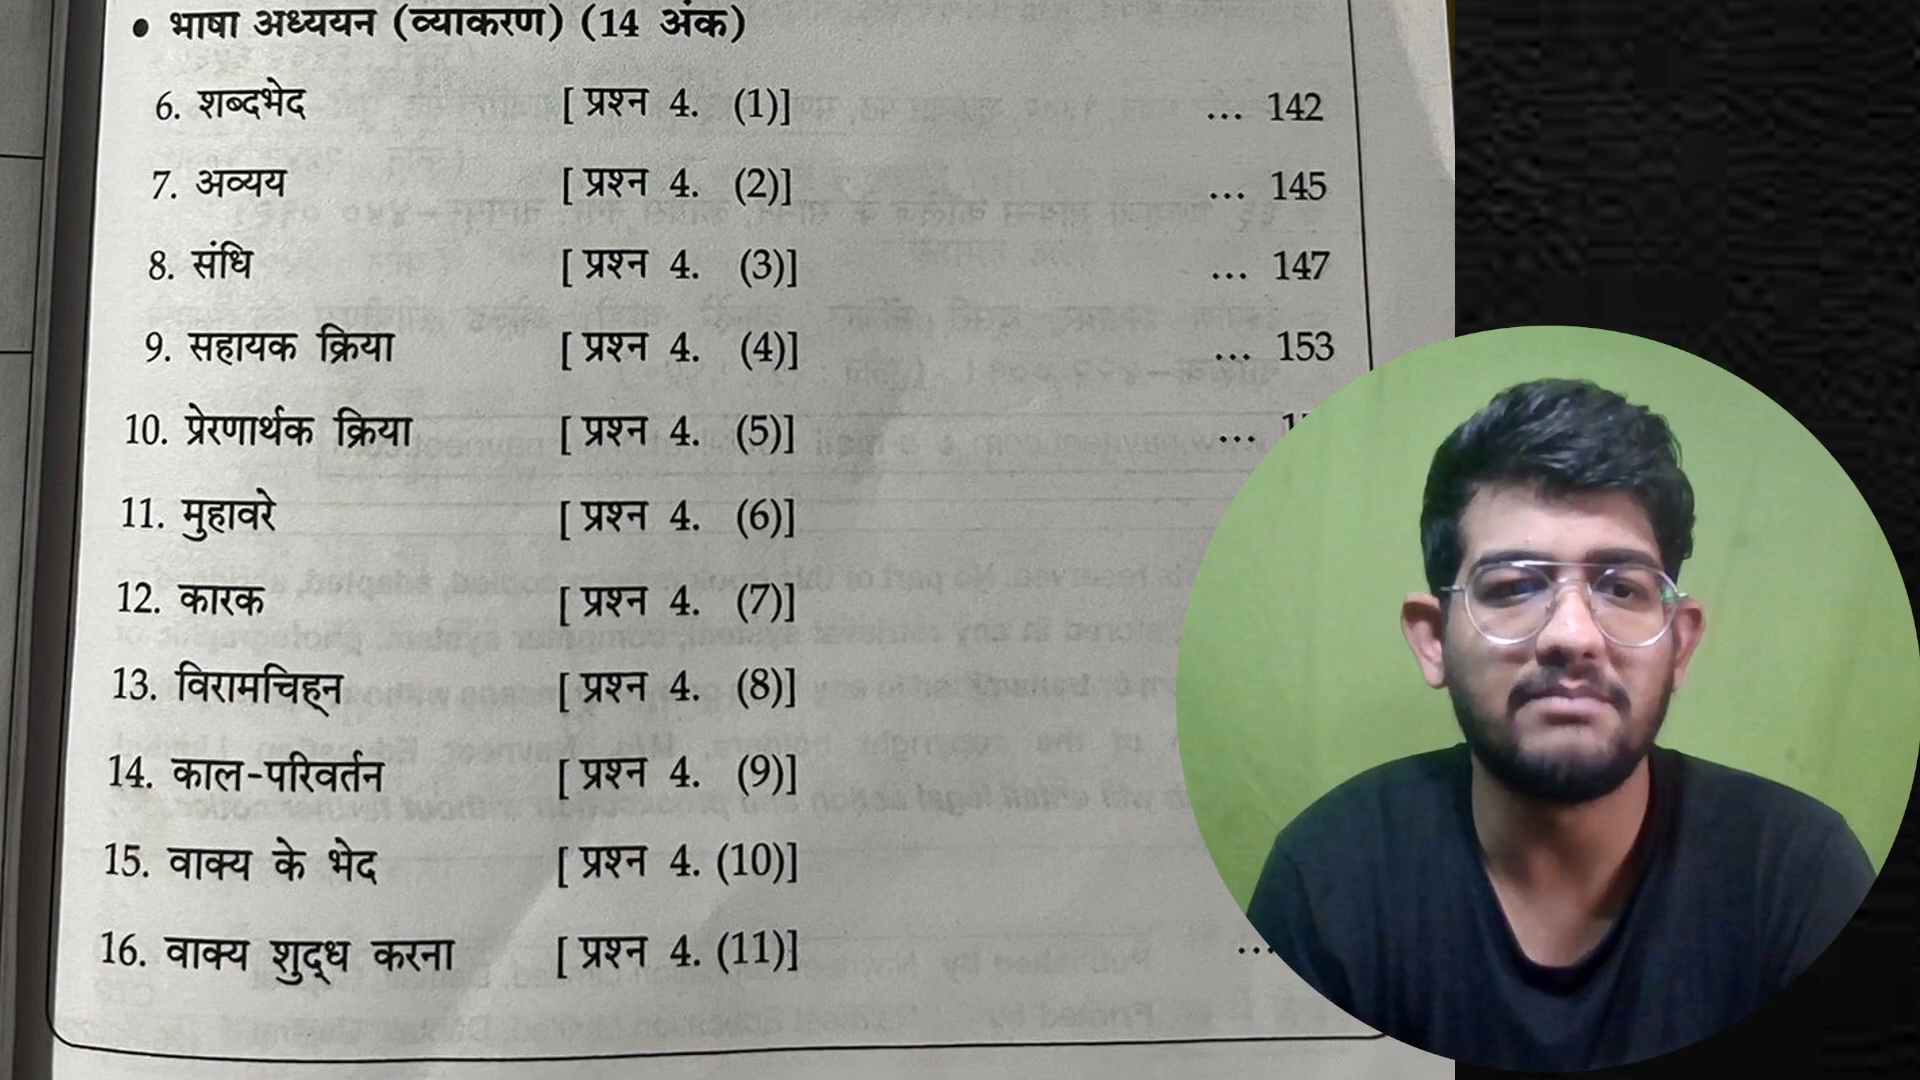 • भाषा अध्ययन (व्याकरण) (14 अंक)
6. शब्दभेद [ प्रश्न 4. (1)] ... 142
7. अव्यय [ प्रश्न 4. (2)] ... 145
8. संधि [ प्रश्न 4. (3)] ... 147
9. सहायक क्रिया [ प्रश्न 4. (4)] ... 153
10. प्रेरणार्थक क्रिया [ प्रश्न 4. (5)] ...
11. मुहावरे [ प्रश्न 4. (6)]
12. कारक [ प्रश्न 4. (7)]
13. विरामचिह्न [ प्रश्न 4. (8)]
14. काल-परिवर्तन [ प्रश्न 4. (9)]
15. वाक्य के भेद [ प्रश्न 4. (10)]
16. वाक्य शुद्ध करना [ प्रश्न 4. (11)] ...